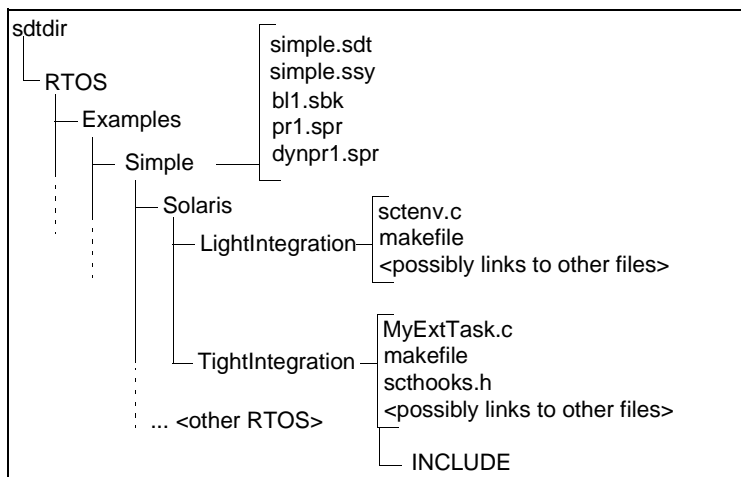 sdtdir
simple.sdt
simple.ssy
bl1.sbk
pr1.spr
dynpr1.spr
RTOS
Examples
Simple
Solaris
LightIntegration
sctenv.c
makefile
<possibly links to other files>
TightIntegration
MyExtTask.c
makefile
scthooks.h
<possibly links to other files>
... <other RTOS>
INCLUDE